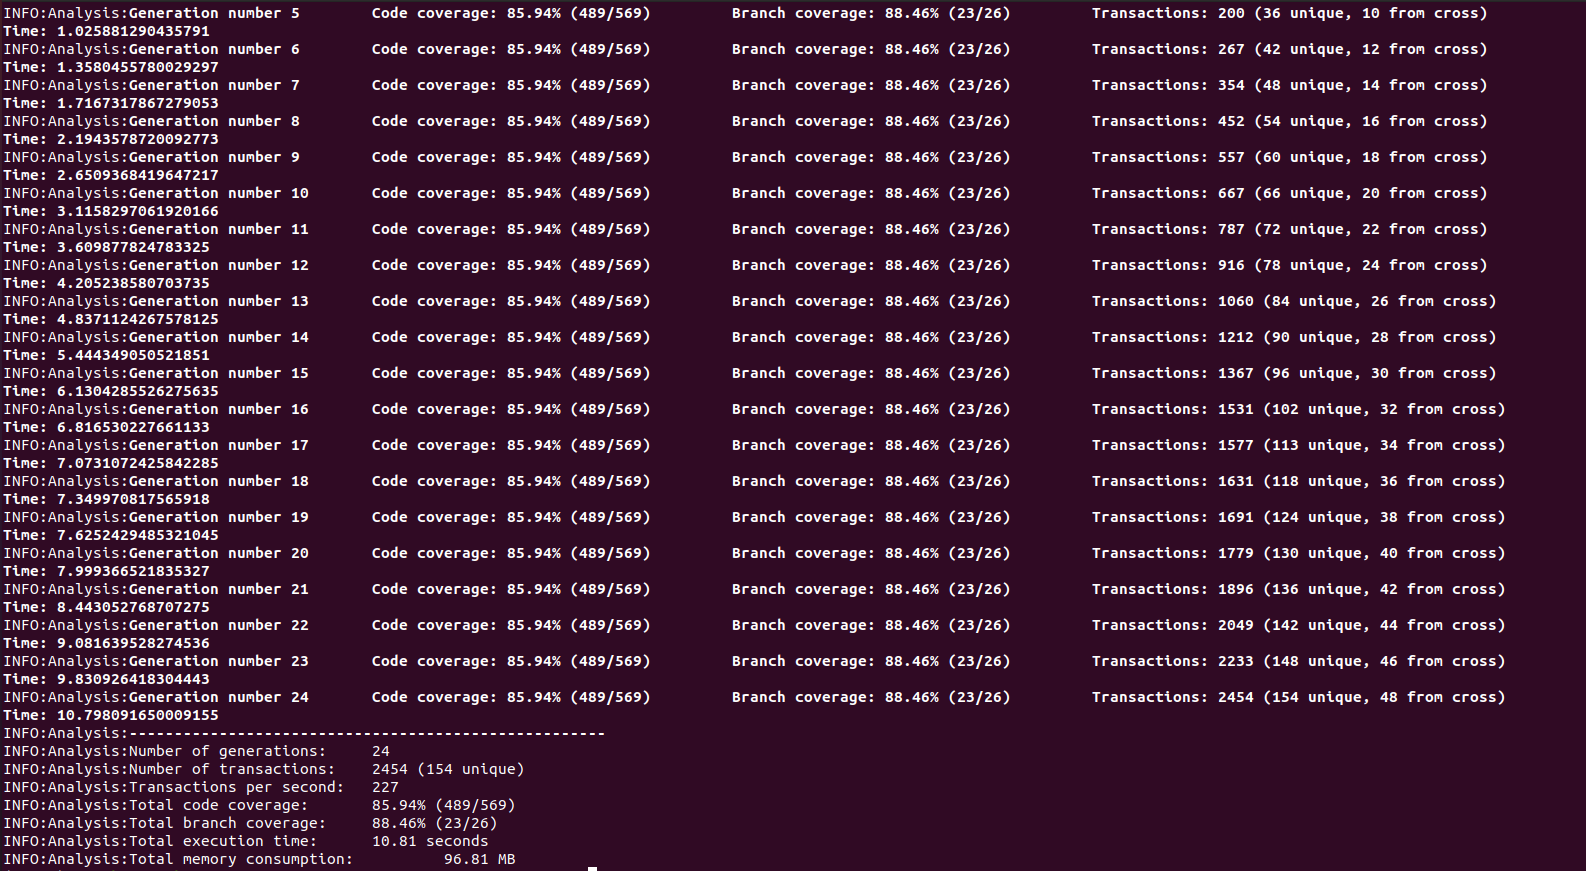 INFO:Analysis:Generation number 5 Code coverage: 85.94% (489/569) Branch coverage: 88.46% (23/26) Transactions: 200 (36 unique, 10 from cross)
Time: 1.025881290435791
INFO:Analysis:Generation number 6 Code coverage: 85.94% (489/569) Branch coverage: 88.46% (23/26) Transactions: 267 (42 unique, 12 from cross)
Time: 1.3580455780029297
INFO:Analysis:Generation number 7 Code coverage: 85.94% (489/569) Branch coverage: 88.46% (23/26) Transactions: 354 (48 unique, 14 from cross)
Time: 1.7167317867279053
INFO:Analysis:Generation number 8 Code coverage: 85.94% (489/569) Branch coverage: 88.46% (23/26) Transactions: 452 (54 unique, 16 from cross)
Time: 2.1943578720092773
INFO:Analysis:Generation number 9 Code coverage: 85.94% (489/569) Branch coverage: 88.46% (23/26) Transactions: 557 (60 unique, 18 from cross)
Time: 2.6509368419647217
INFO:Analysis:Generation number 10 Code coverage: 85.94% (489/569) Branch coverage: 88.46% (23/26) Transactions: 667 (66 unique, 20 from cross)
Time: 3.1158297061920166
INFO:Analysis:Generation number 11 Code coverage: 85.94% (489/569) Branch coverage: 88.46% (23/26) Transactions: 787 (72 unique, 22 from cross)
Time: 3.609877824783325
INFO:Analysis:Generation number 12 Code coverage: 85.94% (489/569) Branch coverage: 88.46% (23/26) Transactions: 916 (78 unique, 24 from cross)
Time: 4.205238580703735
INFO:Analysis:Generation number 13 Code coverage: 85.94% (489/569) Branch coverage: 88.46% (23/26) Transactions: 1060 (84 unique, 26 from cross)
Time: 4.8371124267578125
INFO:Analysis:Generation number 14 Code coverage: 85.94% (489/569) Branch coverage: 88.46% (23/26) Transactions: 1212 (90 unique, 28 from cross)
Time: 5.444349050521851
INFO:Analysis:Generation number 15 Code coverage: 85.94% (489/569) Branch coverage: 88.46% (23/26) Transactions: 1367 (96 unique, 30 from cross)
Time: 6.1304285526275635
INFO:Analysis:Generation number 16 Code coverage: 85.94% (489/569) Branch coverage: 88.46% (23/26) Transactions: 1531 (102 unique, 32 from cross)
Time: 6.816530227661133
INFO:Analysis:Generation number 17 Code coverage: 85.94% (489/569) Branch coverage: 88.46% (23/26) Transactions: 1577 (113 unique, 34 from cross)
Time: 7.0731072425842285
INFO:Analysis:Generation number 18 Code coverage: 85.94% (489/569) Branch coverage: 88.46% (23/26) Transactions: 1631 (118 unique, 36 from cross)
Time: 7.349970817565918
INFO:Analysis:Generation number 19 Code coverage: 85.94% (489/569) Branch coverage: 88.46% (23/26) Transactions: 1691 (124 unique, 38 from cross)
Time: 7.6252429485321045
INFO:Analysis:Generation number 20 Code coverage: 85.94% (489/569) Branch coverage: 88.46% (23/26) Transactions: 1779 (130 unique, 40 from cross)
Time: 7.999366521835327
INFO:Analysis:Generation number 21 Code coverage: 85.94% (489/569) Branch coverage: 88.46% (23/26) Transactions: 1896 (136 unique, 42 from cross)
Time: 8.443052768707275
INFO:Analysis:Generation number 22 Code coverage: 85.94% (489/569) Branch coverage: 88.46% (23/26) Transactions: 2049 (142 unique, 44 from cross)
Time: 9.081639528274536
INFO:Analysis:Generation number 23 Code coverage: 85.94% (489/569) Branch coverage: 88.46% (23/26) Transactions: 2233 (148 unique, 46 from cross)
Time: 9.830926418304443
INFO:Analysis:Generation number 24 Code coverage: 85.94% (489/569) Branch coverage: 88.46% (23/26) Transactions: 2454 (154 unique, 48 from cross)
Time: 10.798091650009155
INFO:Analysis:-----------------------------------------------------
INFO:Analysis:Number of generations: 24
INFO:Analysis:Number of transactions: 2454 (154 unique)
INFO:Analysis:Transactions per second: 227
INFO:Analysis:Total code coverage: 85.94% (489/569)
INFO:Analysis:Total branch coverage: 88.46% (23/26)
INFO:Analysis:Total execution time: 10.81 seconds
INFO:Analysis:Total memory consumption: 96.81 MB